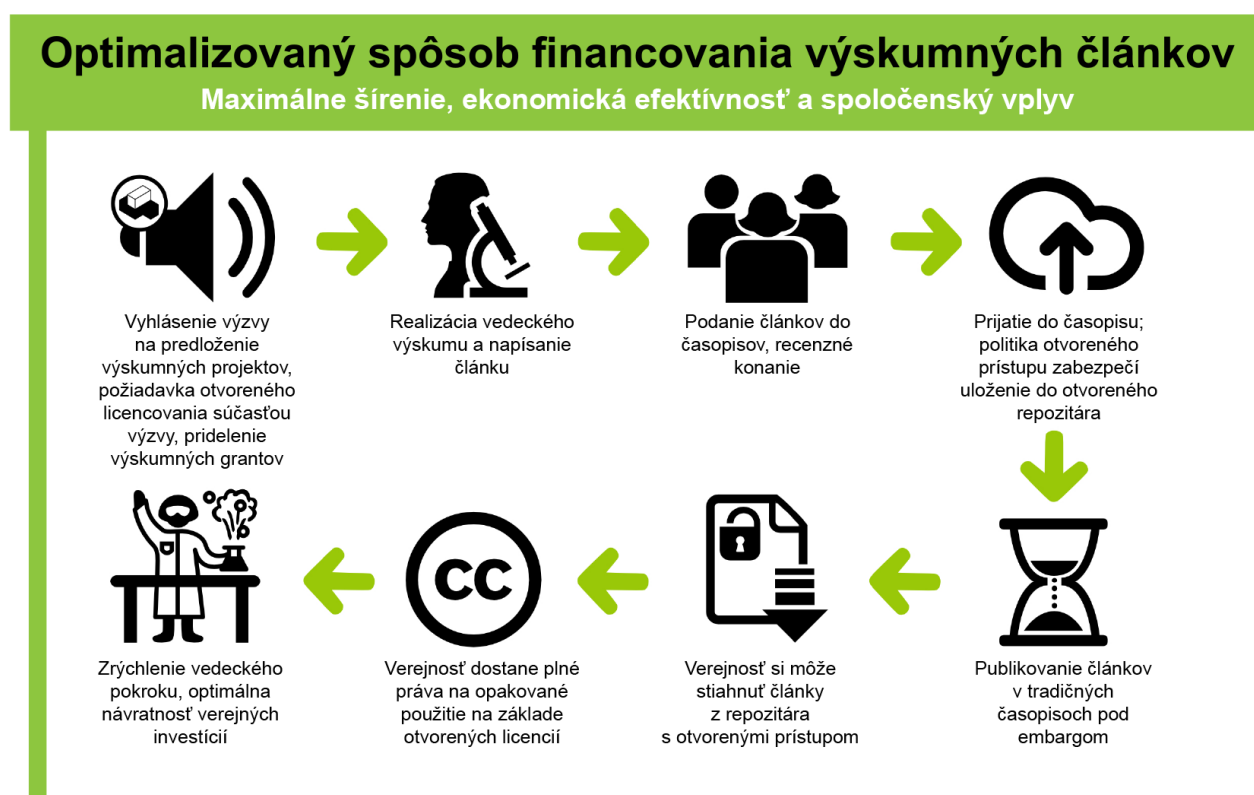 Optimalizovaný spôsob financovania výskumných článkov
Maximálne šírenie, ekonomická efektívnosť a spoločenský vplyv
Vyhlásenie výzvy
na predloženie
výskumných projektov,
požiadavka otvoreného
licencovania súčasťou
výzvy, pridelenie
výskumných grantov
Realizácia vedeckého
výskumu a napísanie
článku
Podanie článkov do
časopisov, recenzné
konanie
Prijatie do časopisu;
politika otvoreného
prístupu zabezpečí
uloženie do otvoreného
repozitára
Publikovanie článkov
v tradičných
časopisoch pod
embargom
Verejnosť si môže
stiahnuť články
z repozitára
s otvorenými prístupom
cc
Verejnosť dostane plné
práva na opakované
použitie na základe
otvorených licencií
Zrýchlenie vedeckého
pokroku, optimálna
návratnosť verejných
investícií